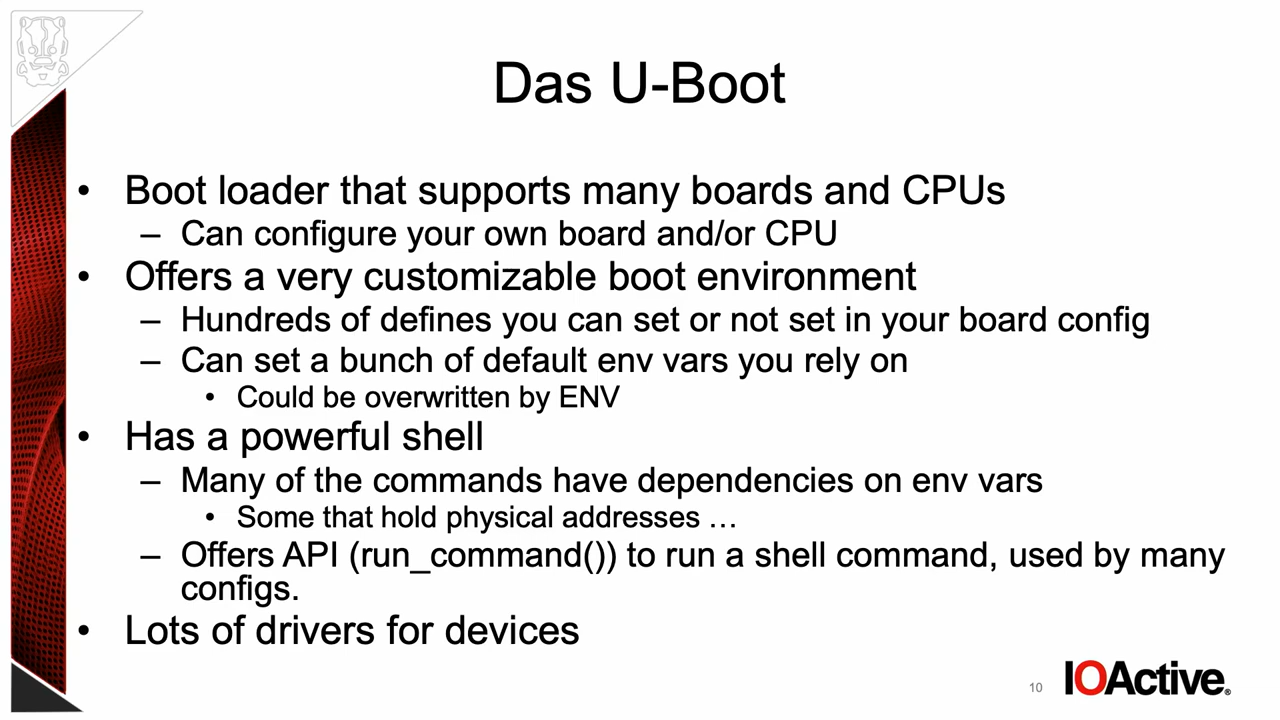 Das U-Boot
• Boot loader that supports many boards and CPUs
– Can configure your own board and/or CPU
• Offers a very customizable boot environment
– Hundreds of defines you can set or not set in your board config
– Can set a bunch of default env vars you rely on
• Could be overwritten by ENV
• Has a powerful shell
– Many of the commands have dependencies on env vars
• Some that hold physical addresses …
– Offers API (run_command()) to run a shell command, used by many
configs.
• Lots of drivers for devices
10
IOActive®